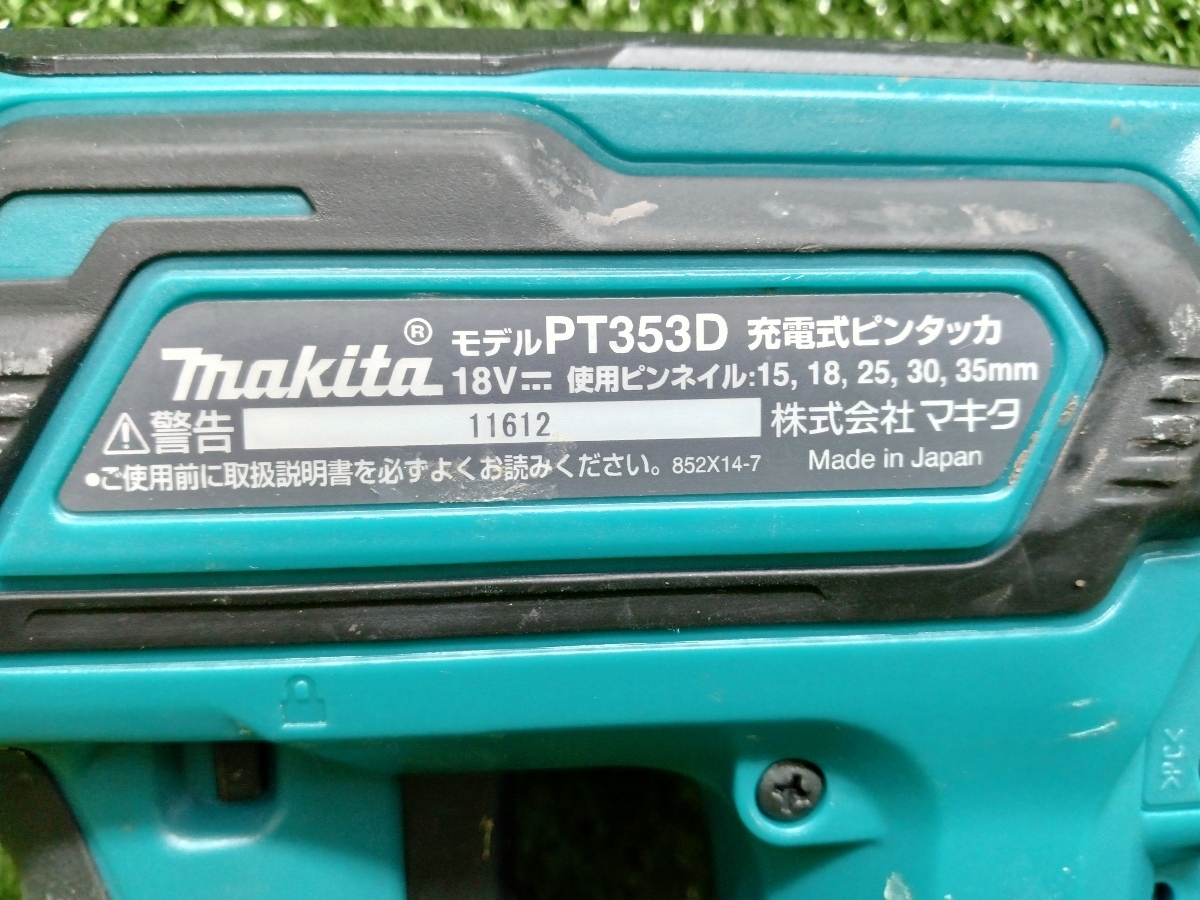 makita® モデルPT353D 充電式ピンタッカ
18V⎓ 使用ピンネイル:15, 18, 25, 30, 35mm
⚠警告 11612 株式会社 マキタ
●ご使用前に取扱説明書を必ずよくお読みください。 852X14-7 Made in Japan